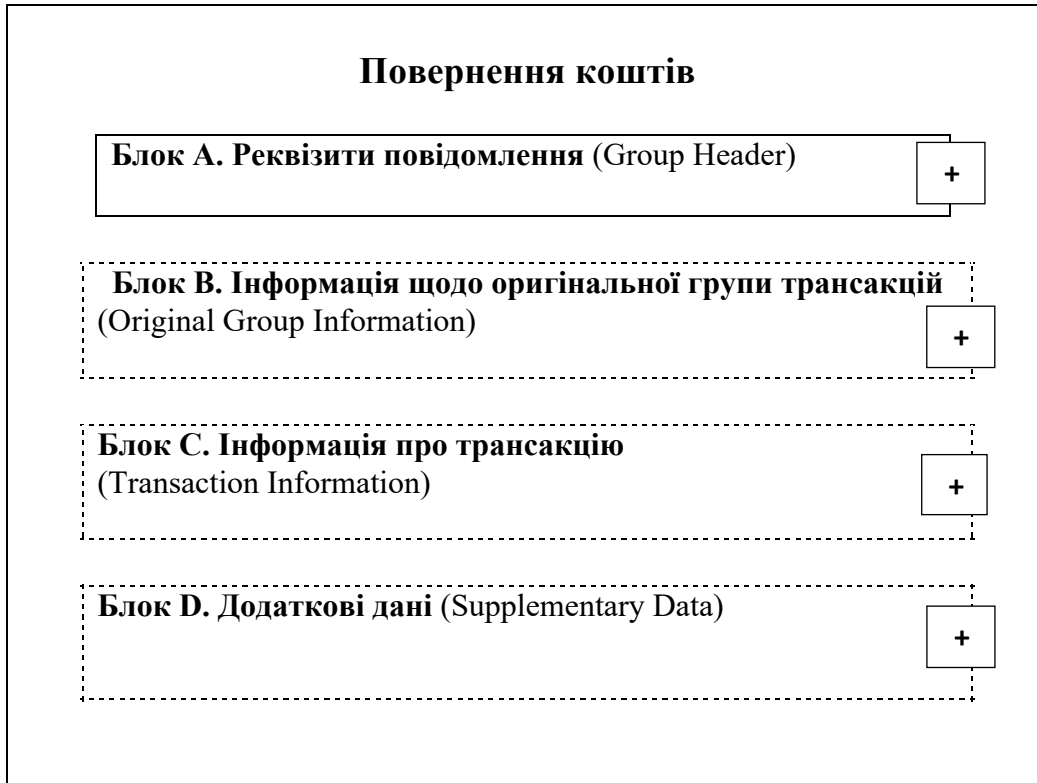 Повернення коштів
Блок A. Реквізити повідомлення (Group Header)
+
Блок B. Інформація щодо оригінальної групи трансакцій
(Original Group Information)
+
Блок C. Інформація про трансакцію
(Transaction Information)
+
Блок D. Додаткові дані (Supplementary Data)
+